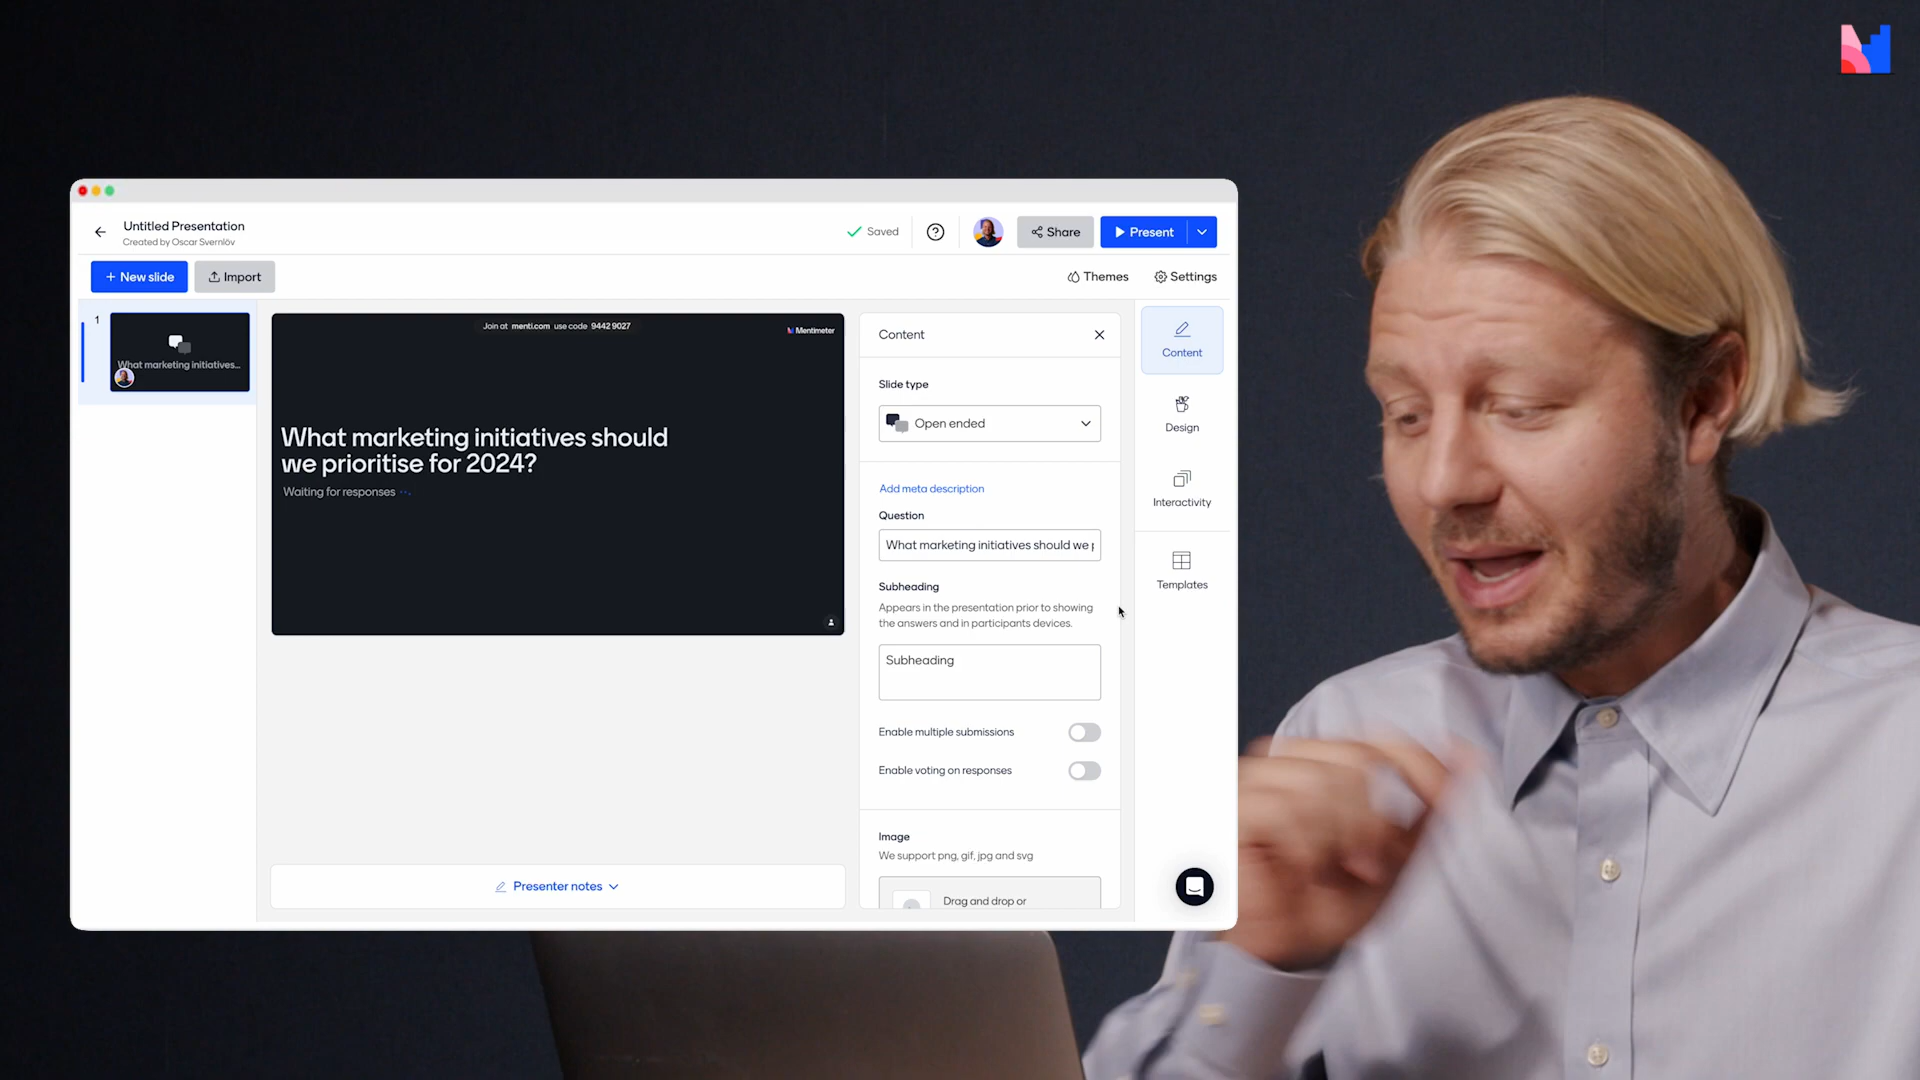 Untitled Presentation
Created by Oscar Svernlöv
Saved
Share
Present
+ New slide
Import
Themes
Settings
1
What marketing initiatives...
Join at menti.com use code 9442 9027
Mentimeter
What marketing initiatives should
we prioritise for 2024?
Waiting for responses
Presenter notes
Content
Slide type
Open ended
Add meta description
Question
What marketing initiatives should we p
Subheading
Appears in the presentation prior to showing
the answers and in participants devices.
Subheading
Enable multiple submissions
Enable voting on responses
Image
We support png, gif, jpg and svg
Drag and drop or
Content
Design
Interactivity
Templates